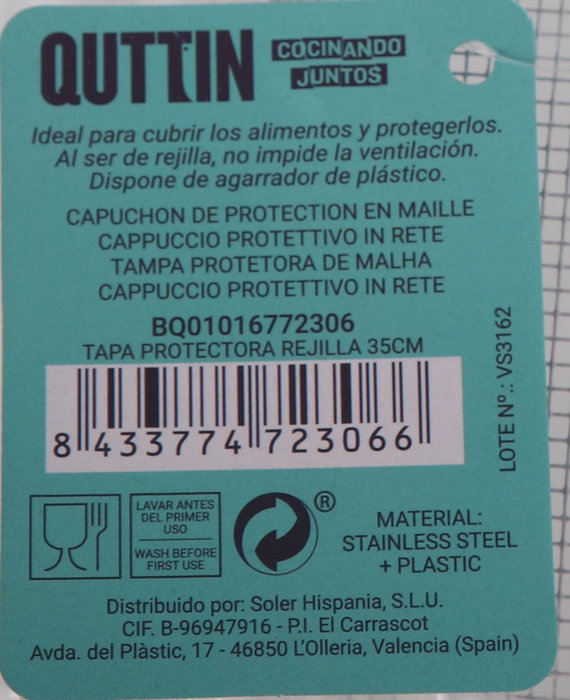 QUTTIN
COCINANDO
JUNTOS
Ideal para cubrir los alimentos y protegerlos.
Al ser de rejilla, no impide la ventilación.
Dispone de agarrador de plástico.
CAPUCHON DE PROTECTION EN MAILLE
CAPPUCCIO PROTETTIVO IN RETE
TAMPA PROTETORA DE MALHA
CAPPUCCIO PROTETTIVO IN RETE
BQ01016772306
TAPA PROTECTORA REJILLA 35CM
8 433774 723066
LOTE Nº.: VS3162
LAVAR ANTES
DEL PRIMER
USO
WASH BEFORE
FIRST USE
®
MATERIAL:
STAINLESS STEEL
+ PLASTIC
Distribuido por: Soler Hispania, S.L.U.
CIF. B-96947916 - P.I. El Carrascot
Avda. del Plàstic, 17 - 46850 L'Olleria, Valencia (Spain)